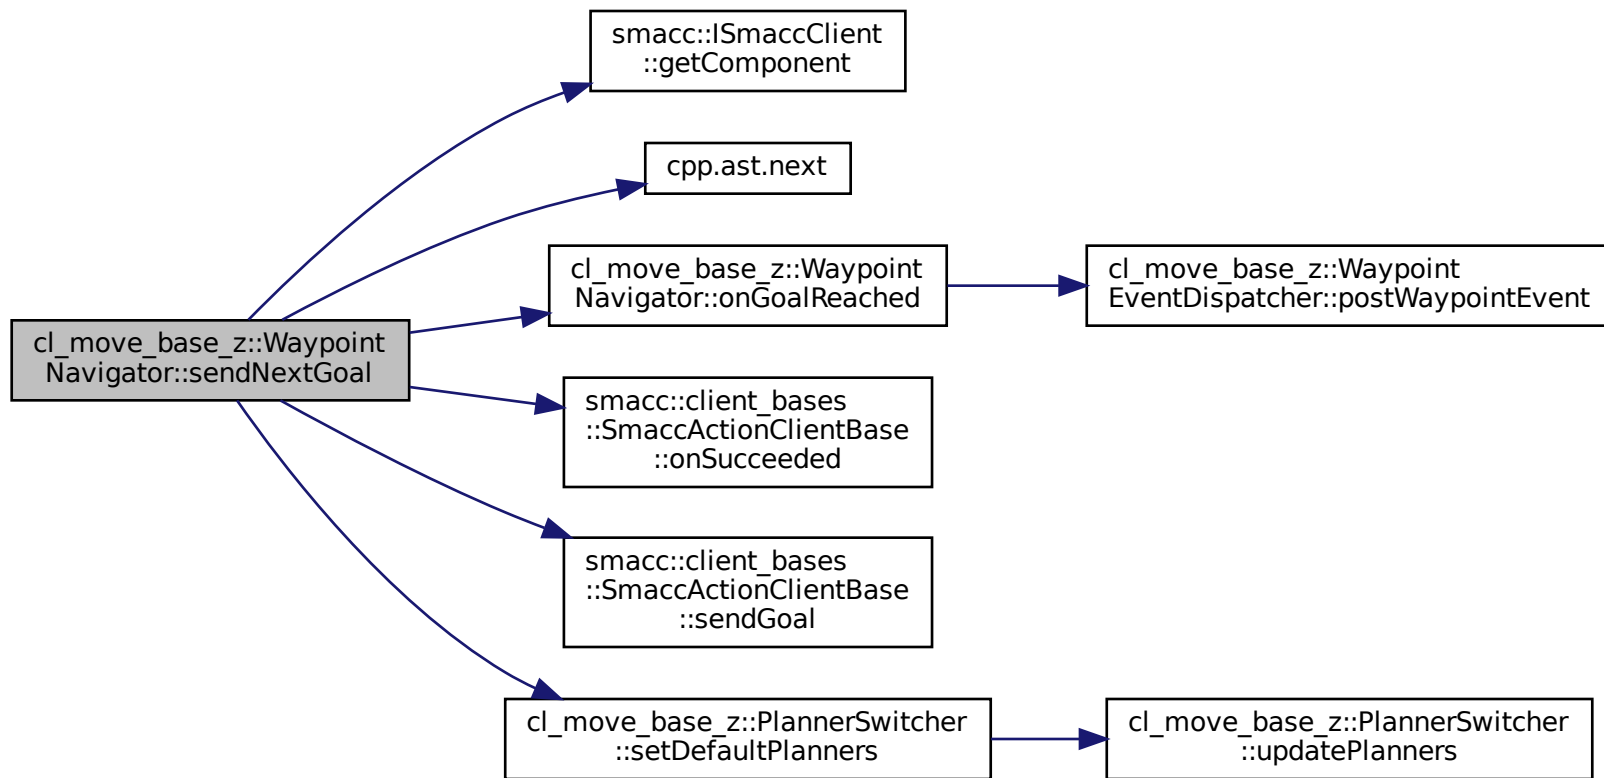 smacc::ISmaccClient
::getComponent
cpp.ast.next
cl_move_base_z::Waypoint
Navigator::onGoalReached
cl_move_base_z::Waypoint
EventDispatcher::postWaypointEvent
cl_move_base_z::Waypoint
Navigator::sendNextGoal
smacc::client_bases
::SmaccActionClientBase
::onSucceeded
smacc::client_bases
::SmaccActionClientBase
::sendGoal
cl_move_base_z::PlannerSwitcher
::setDefaultPlanners
cl_move_base_z::PlannerSwitcher
::updatePlanners